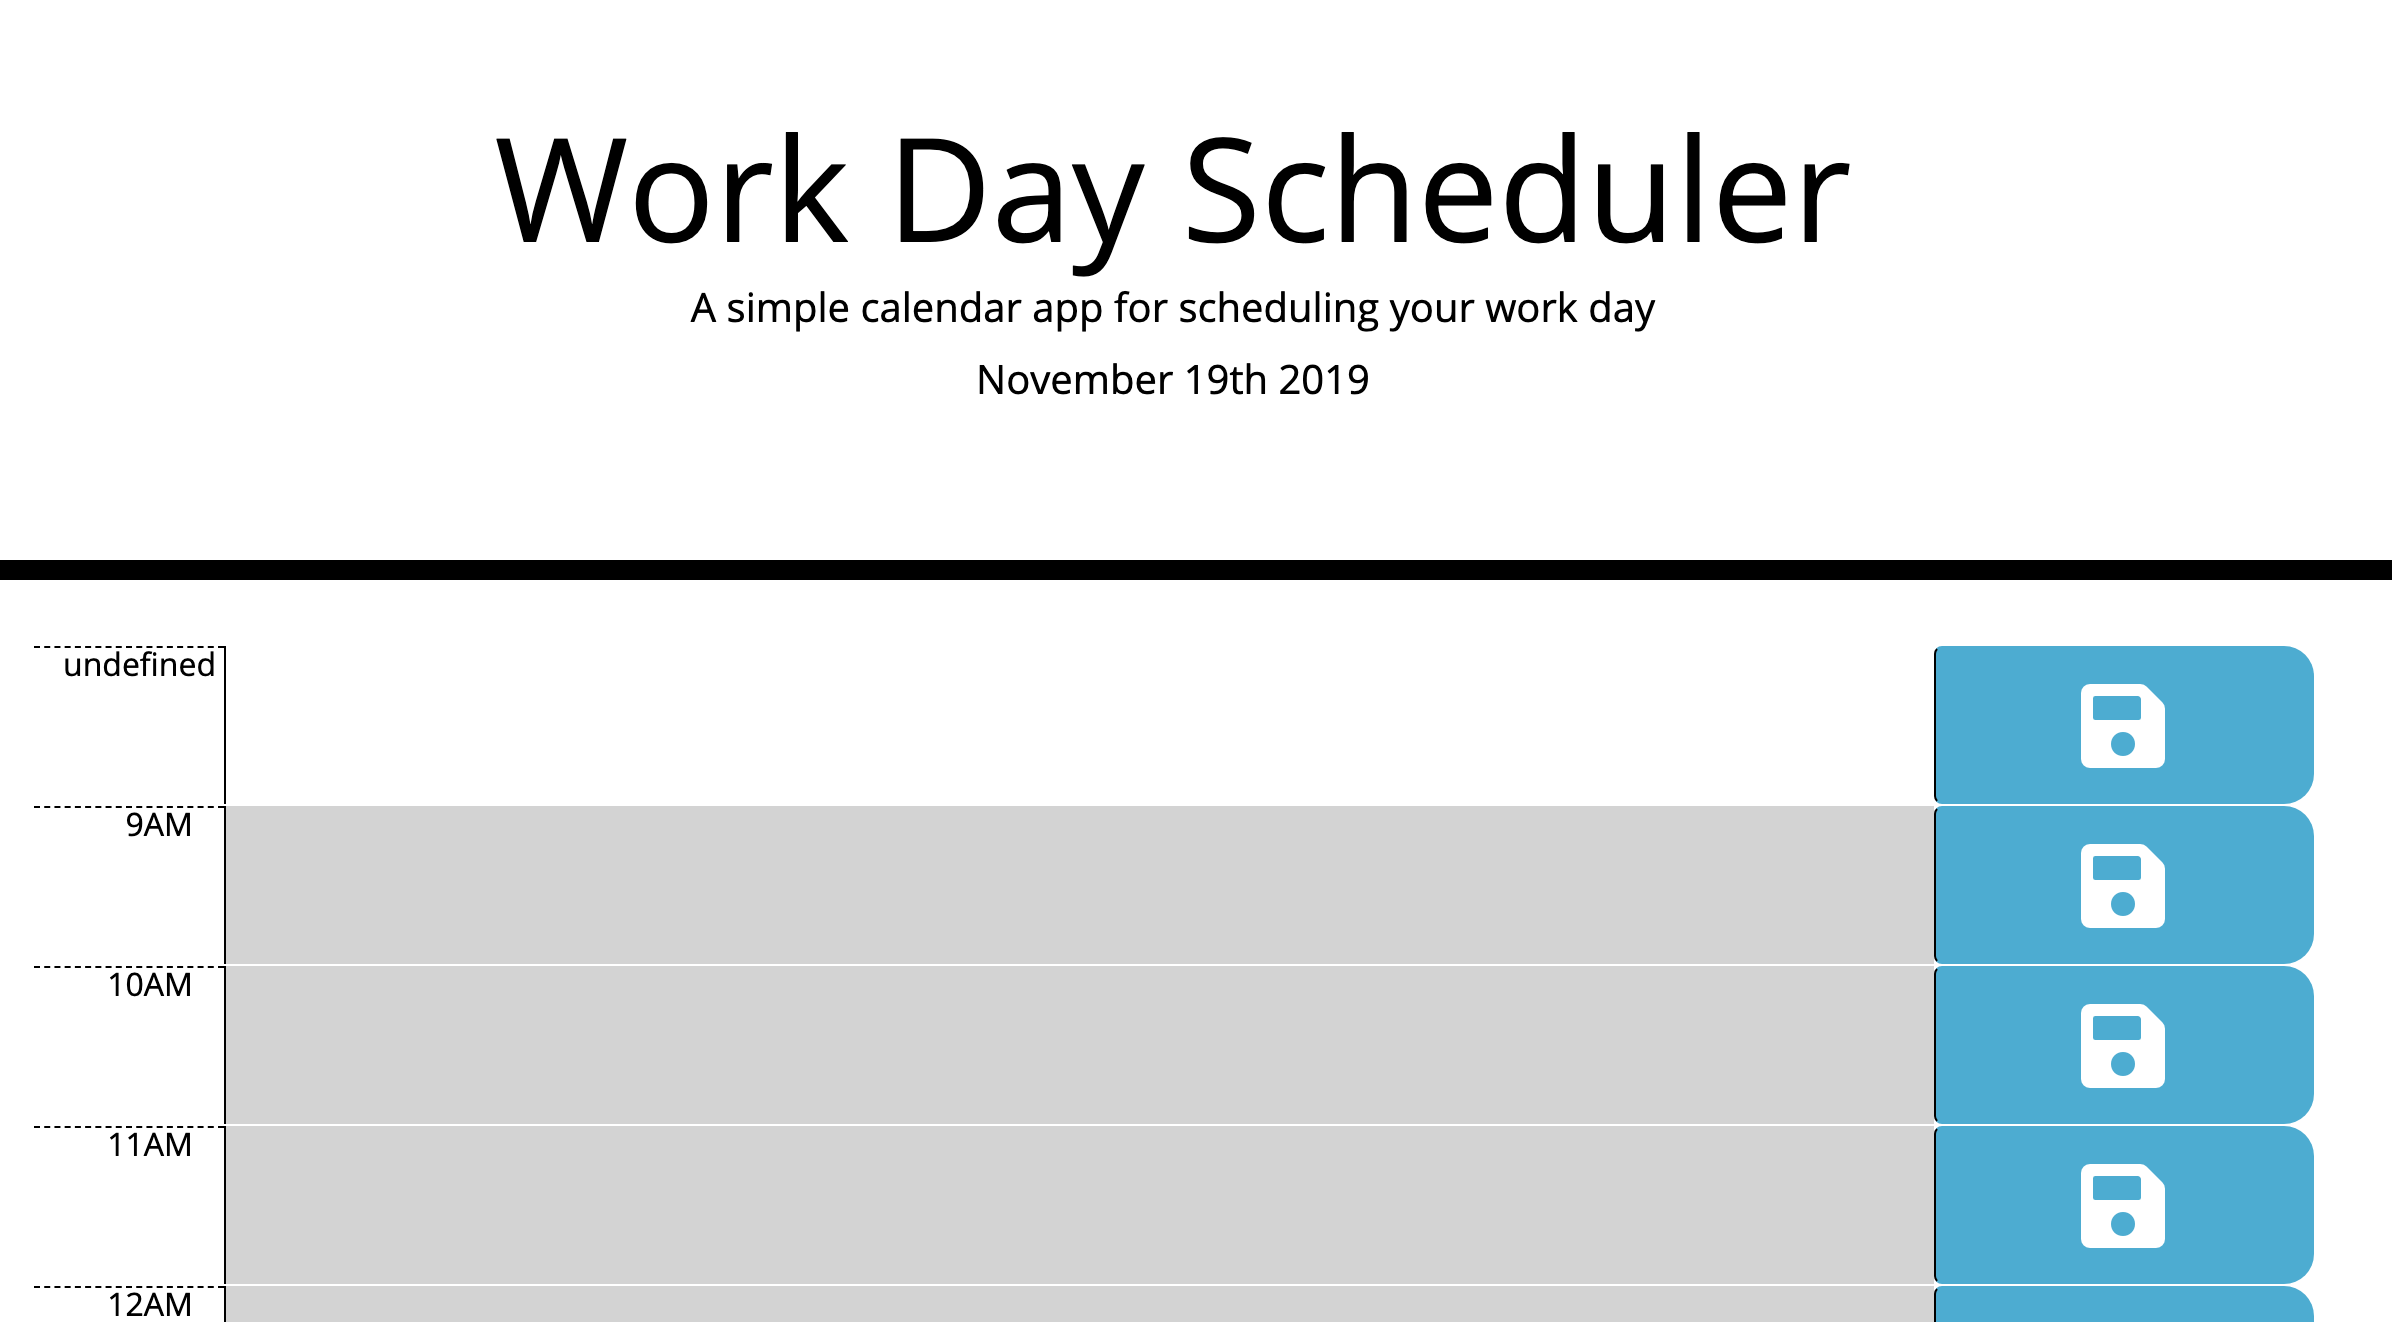 Work Day Scheduler
A simple calendar app for scheduling your work day
November 19th 2019
undefined
9AM
10AM
11AM
12AM